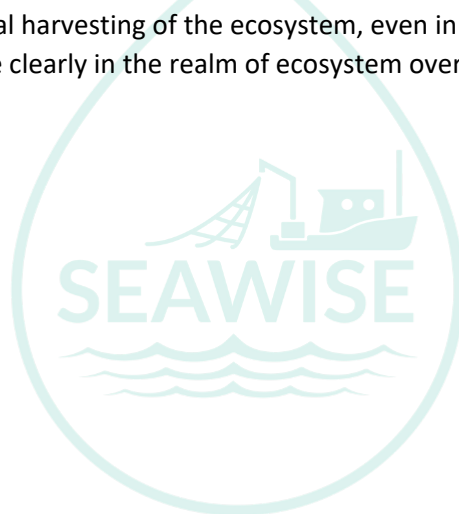 al harvesting of the ecosystem, even in
e clearly in the realm of ecosystem over
SEAWISE